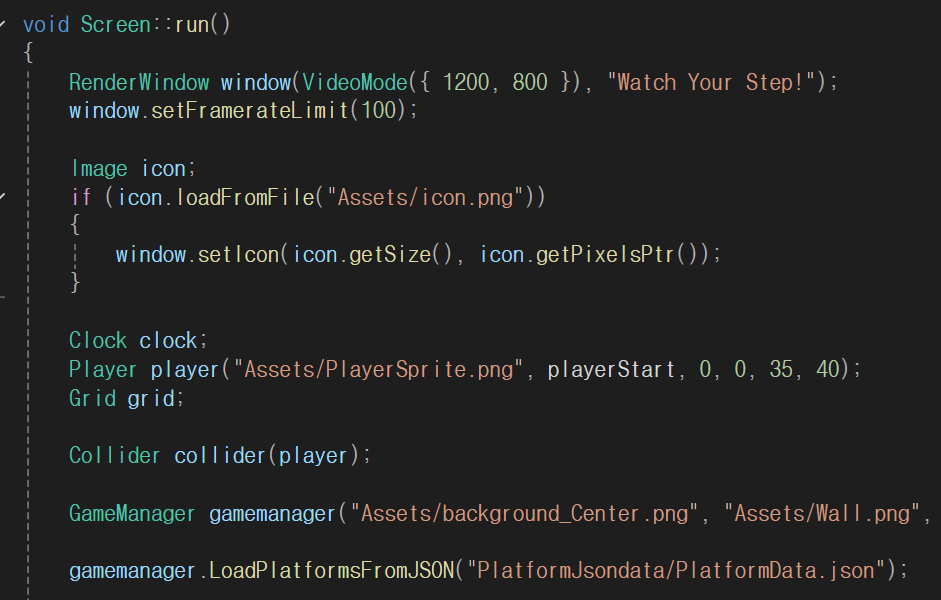 void Screen::run()
{
RenderWindow window(VideoMode({ 1200, 800 }), "Watch Your Step!");
window.setFramerateLimit(100);
Image icon;
if (icon.loadFromFile("Assets/icon.png"))
{
window.setIcon(icon.getSize(), icon.getPixelsPtr());
}
Clock clock;
Player player("Assets/PlayerSprite.png", playerStart, 0, 0, 35, 40);
Grid grid;
Collider collider(player);
GameManager gamemanager("Assets/background_Center.png", "Assets/Wall.png",
gamemanager.LoadPlatformsFromJSON("PlatformJsondata/PlatformData.json");